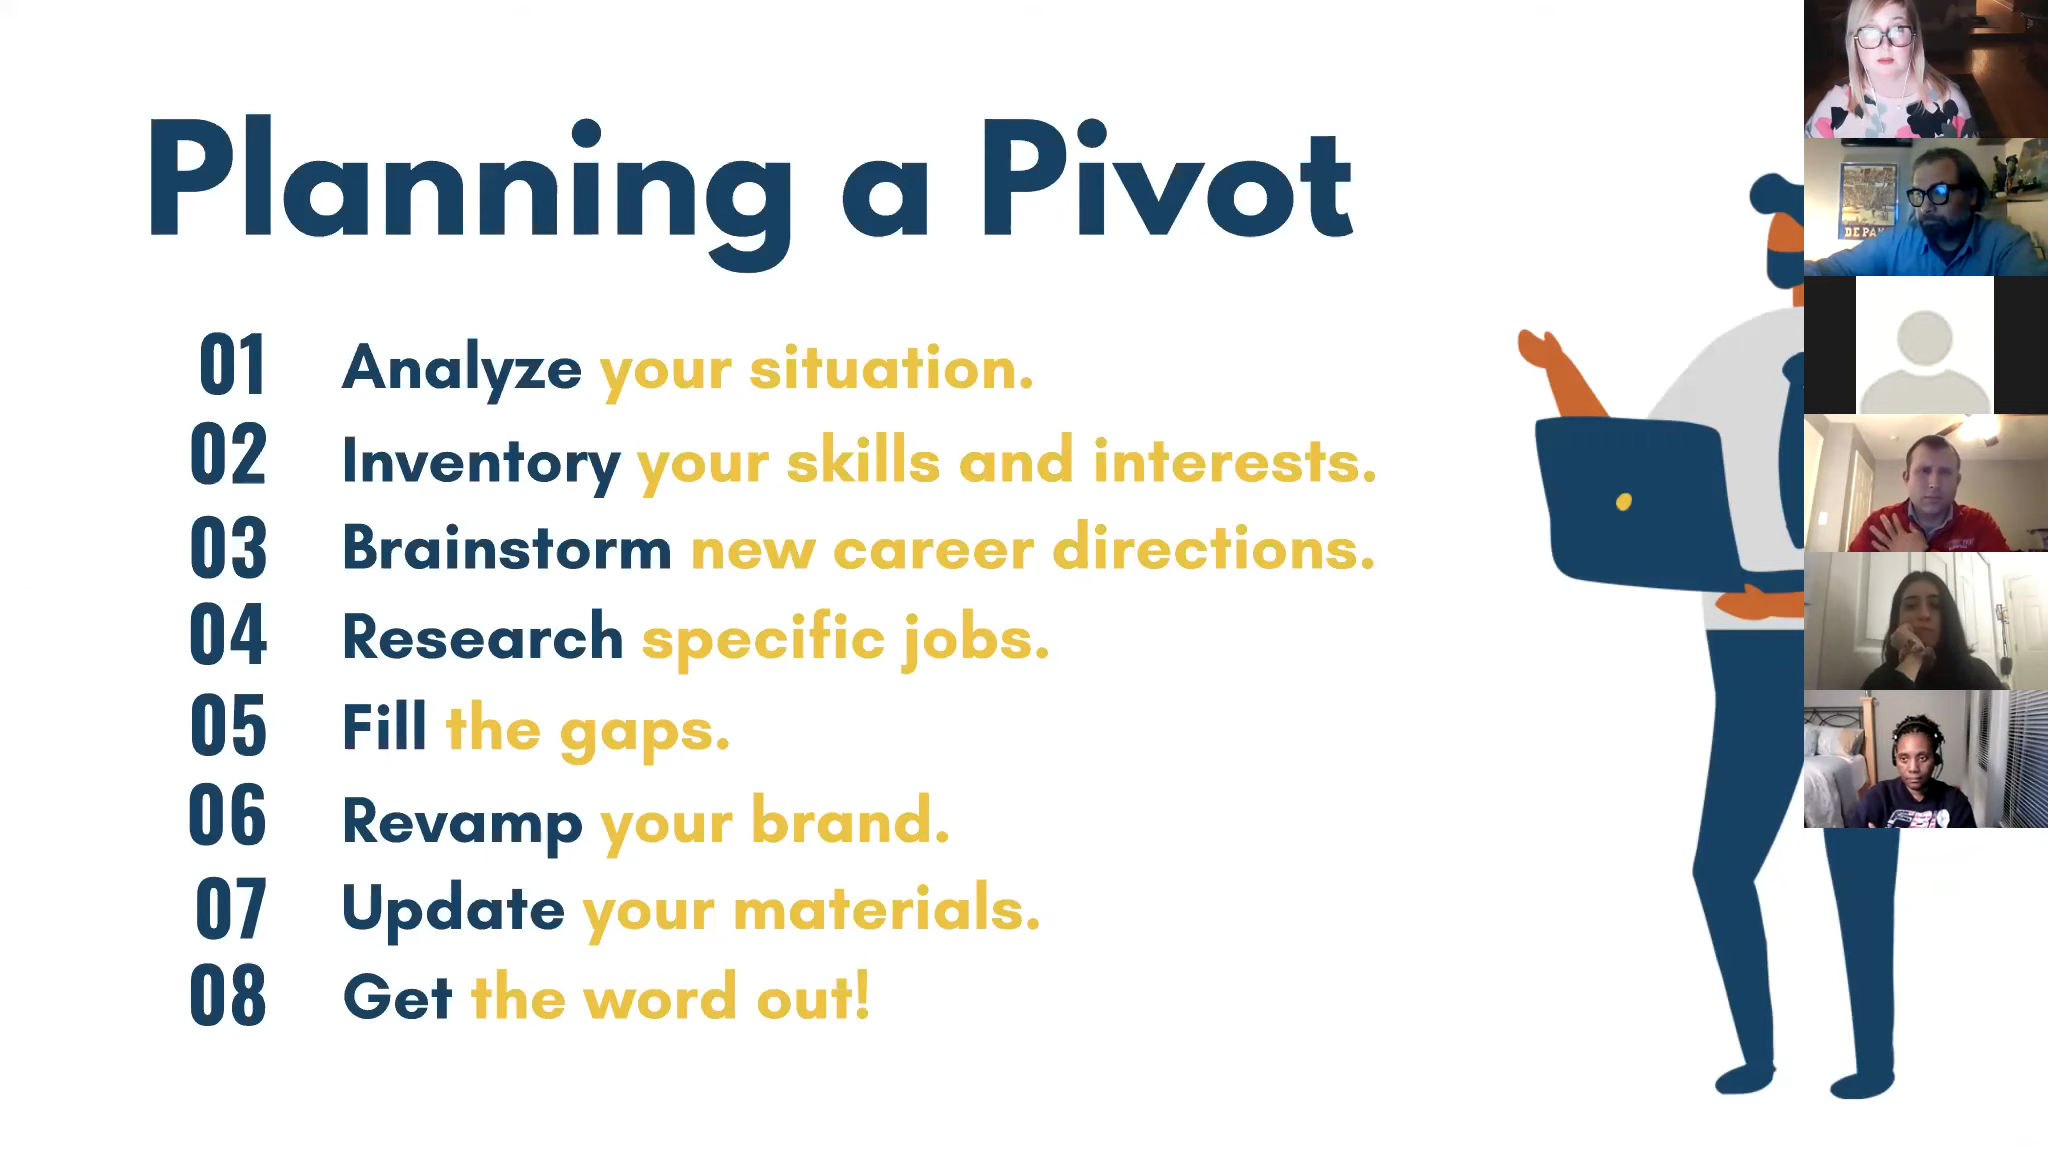 Planning a Pivot
01 Analyze your situation.
02 Inventory your skills and interests.
03 Brainstorm new career directions.
04 Research specific jobs.
05 Fill the gaps.
06 Revamp your brand.
07 Update your materials.
08 Get the word out!